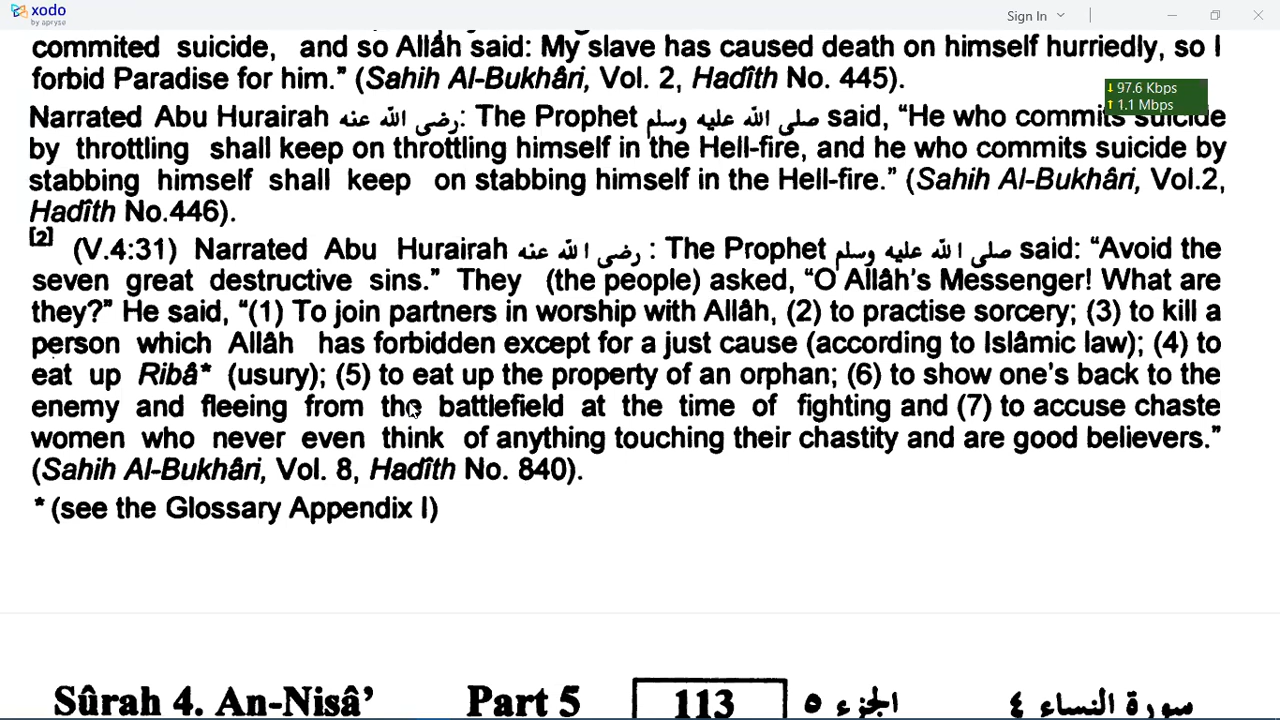 xodo
by apryse
Sign In
commited suicide, and so Allâh said: My slave has caused death on himself hurriedly, so I
forbid Paradise for him.” (Sahih Al-Bukhâri, Vol. 2, Hadîth No. 445).
97.6 Kbps
1.1 Mbps
Narrated Abu Hurairah رضى الله عنه: The Prophet صلى الله عليه وسلم said, “He who commits suicide
by throttling shall keep on throttling himself in the Hell-fire, and he who commits suicide by
stabbing himself shall keep on stabbing himself in the Hell-fire.” (Sahih Al-Bukhâri, Vol.2,
Hadîth No.446).
[2] (V.4:31) Narrated Abu Hurairah رضى الله عنه : The Prophet صلى الله عليه وسلم said: “Avoid the
seven great destructive sins.” They (the people) asked, “O Allâh’s Messenger! What are
they?” He said, “(1) To join partners in worship with Allâh, (2) to practise sorcery; (3) to kill a
person which Allâh has forbidden except for a just cause (according to Islâmic law); (4) to
eat up Ribâ* (usury); (5) to eat up the property of an orphan; (6) to show one’s back to the
enemy and fleeing from the battlefield at the time of fighting and (7) to accuse chaste
women who never even think of anything touching their chastity and are good believers.”
(Sahih Al-Bukhâri, Vol. 8, Hadîth No. 840).
* (see the Glossary Appendix I)
Sûrah 4. An-Nisâ’ Part 5 113 الجزء ٥ سورة النساء ٤